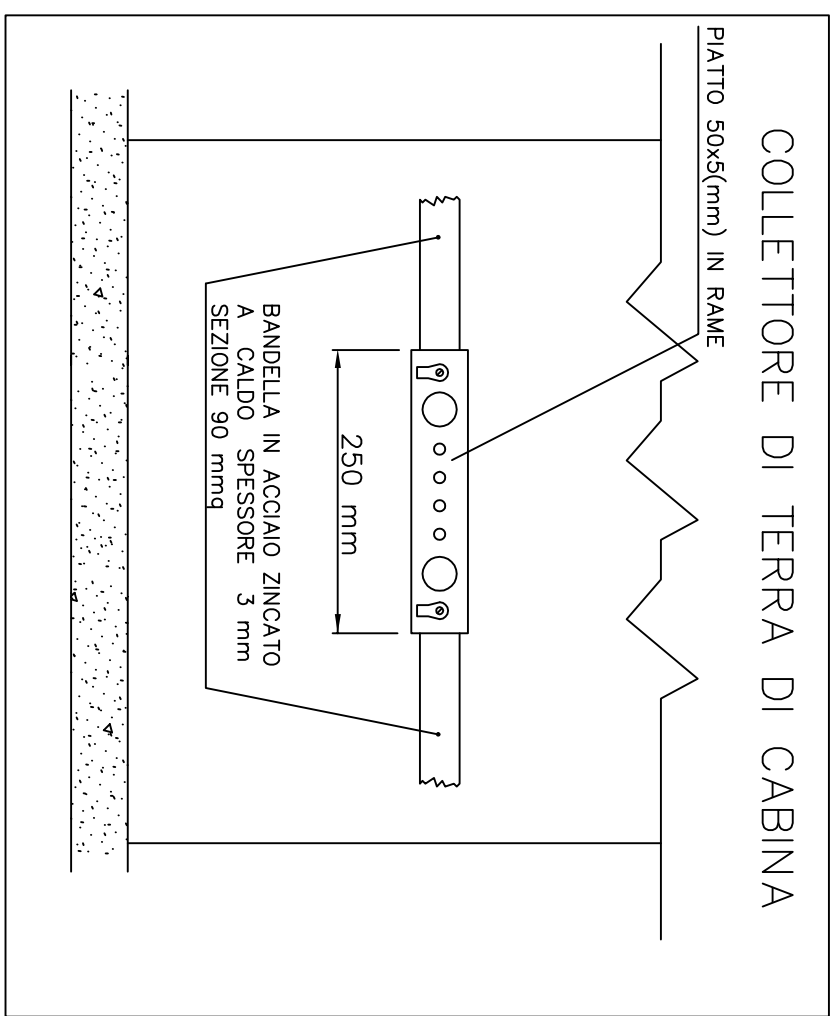 COLLETTORE DI TERRA DI CABINA
PIATTO 50x5(mm) IN RAME
250 mm
BANDELLA IN ACCIAIO ZINCATO
A CALDO SPESSORE 3 mm
SEZIONE 90 mmq